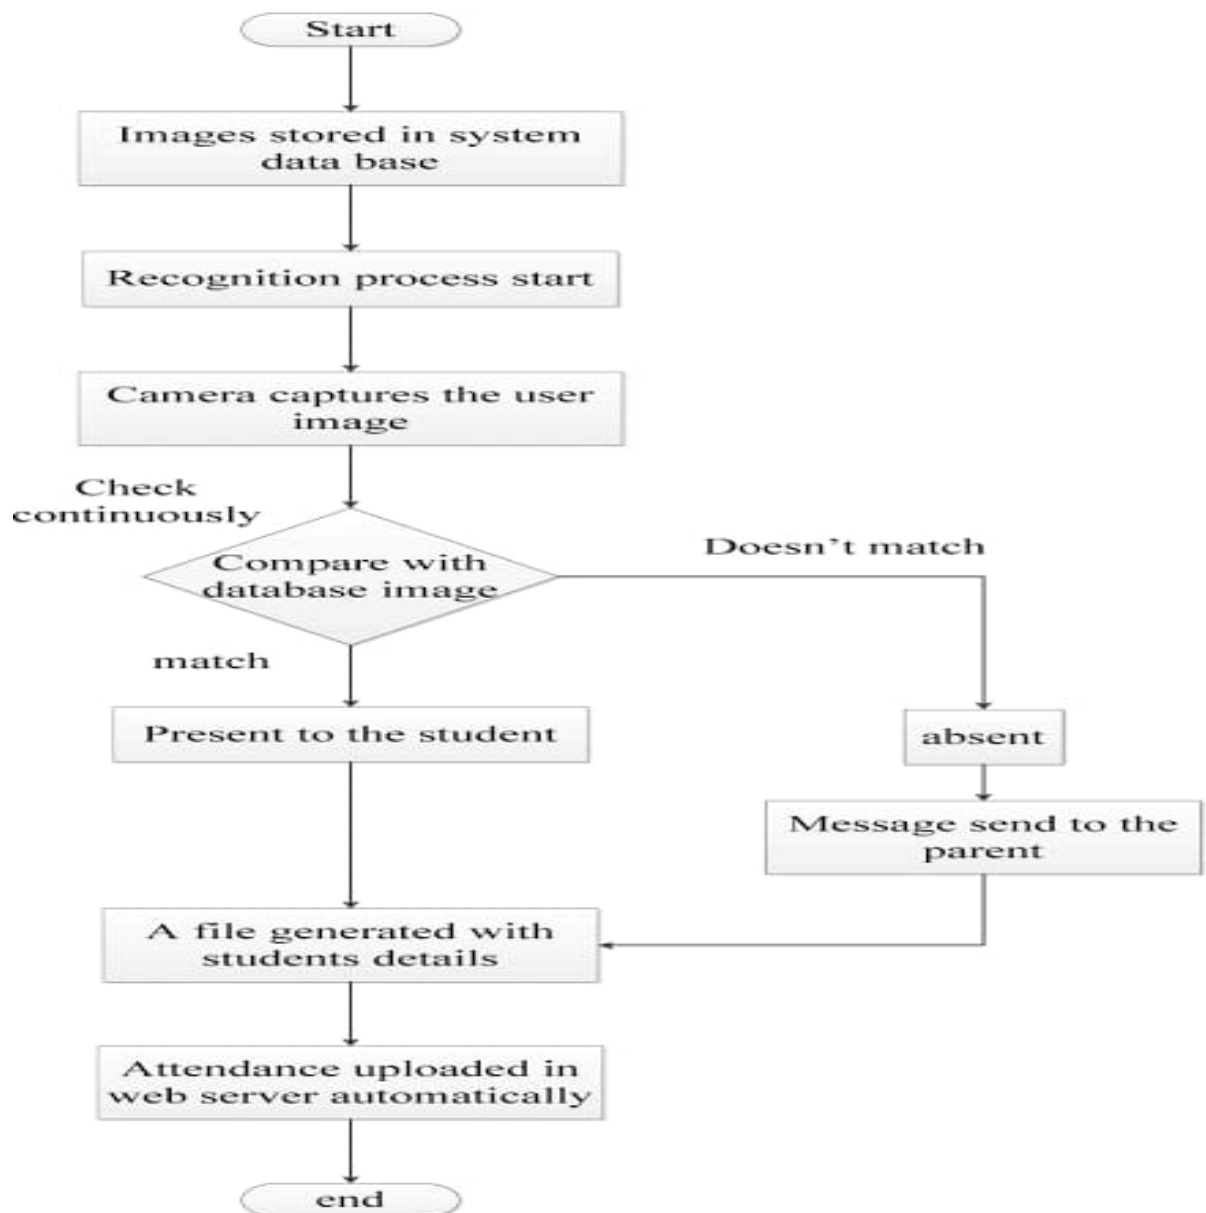 Start
Images stored in system
data base
Recognition process start
Camera captures the user
image
Check
continuously
Compare with
database image
Doesn't match
match
Present to the student
absent
Message send to the
parent
A file generated with
students details
Attendance uploaded in
web server automatically
end